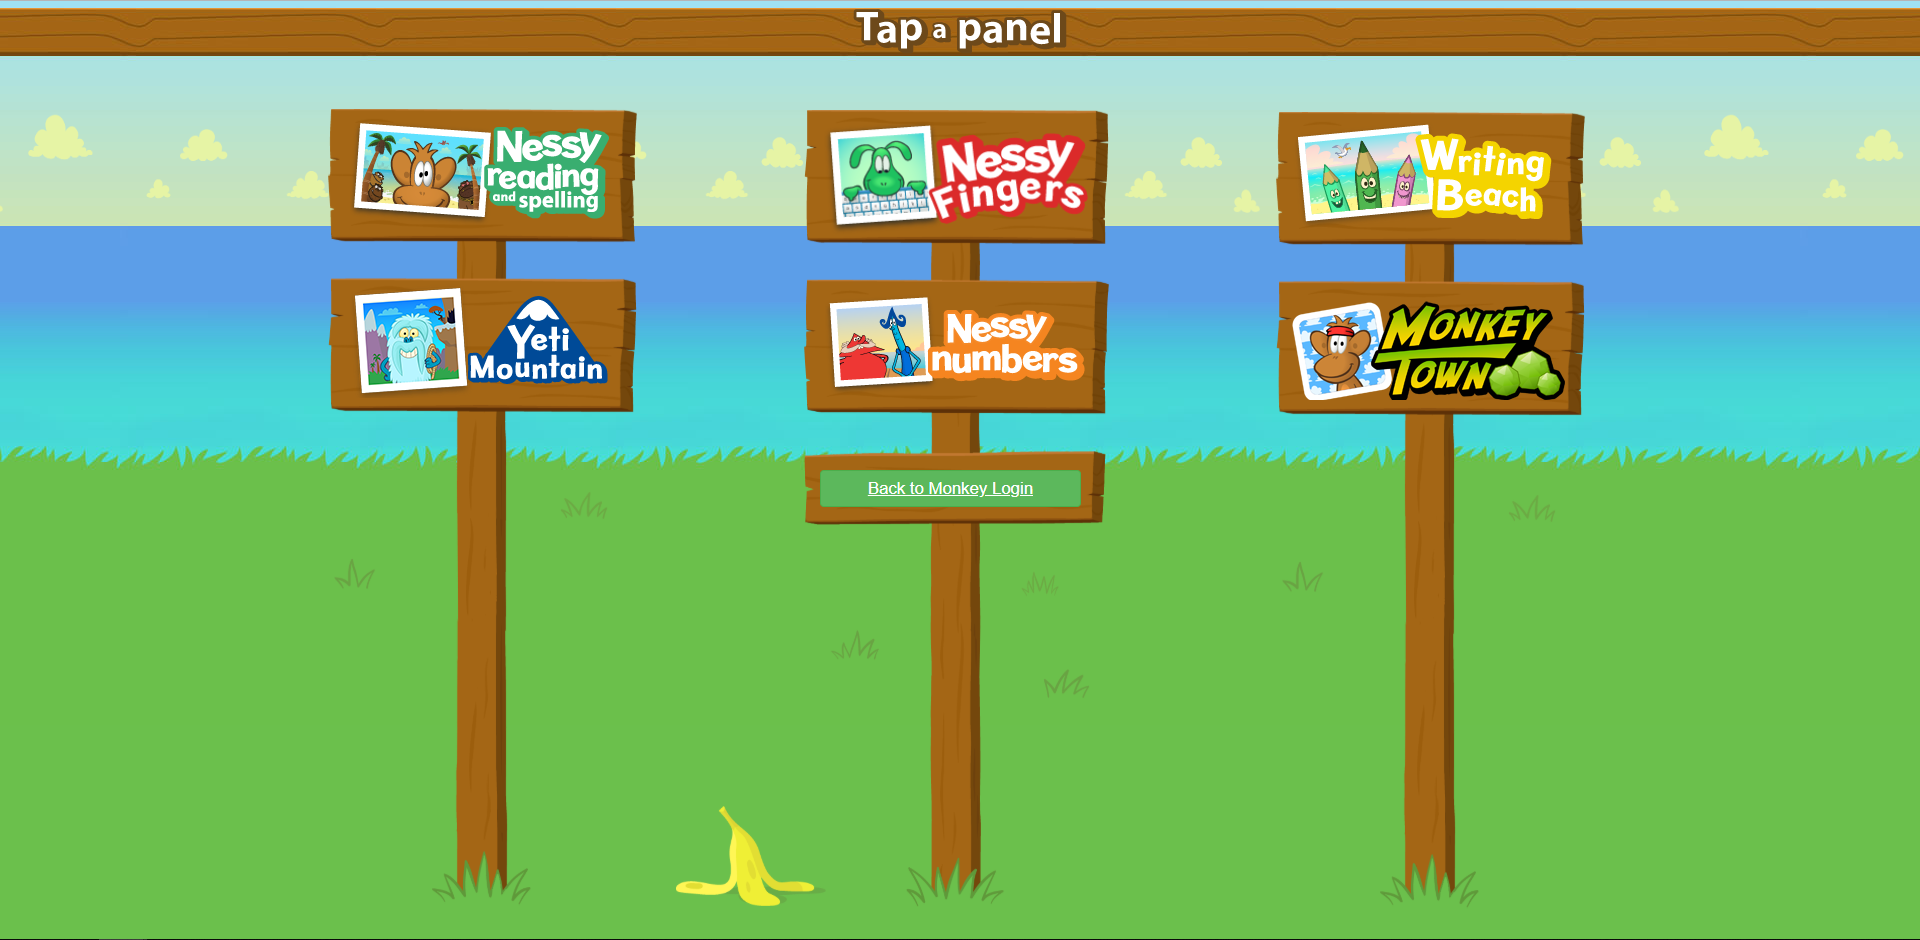 Tap a panel
Nessy
reading
and spelling
Nessy
Fingers
Writing
Beach
Yeti
Mountain
Nessy
numbers
Monkey
Town
Back to Monkey Login